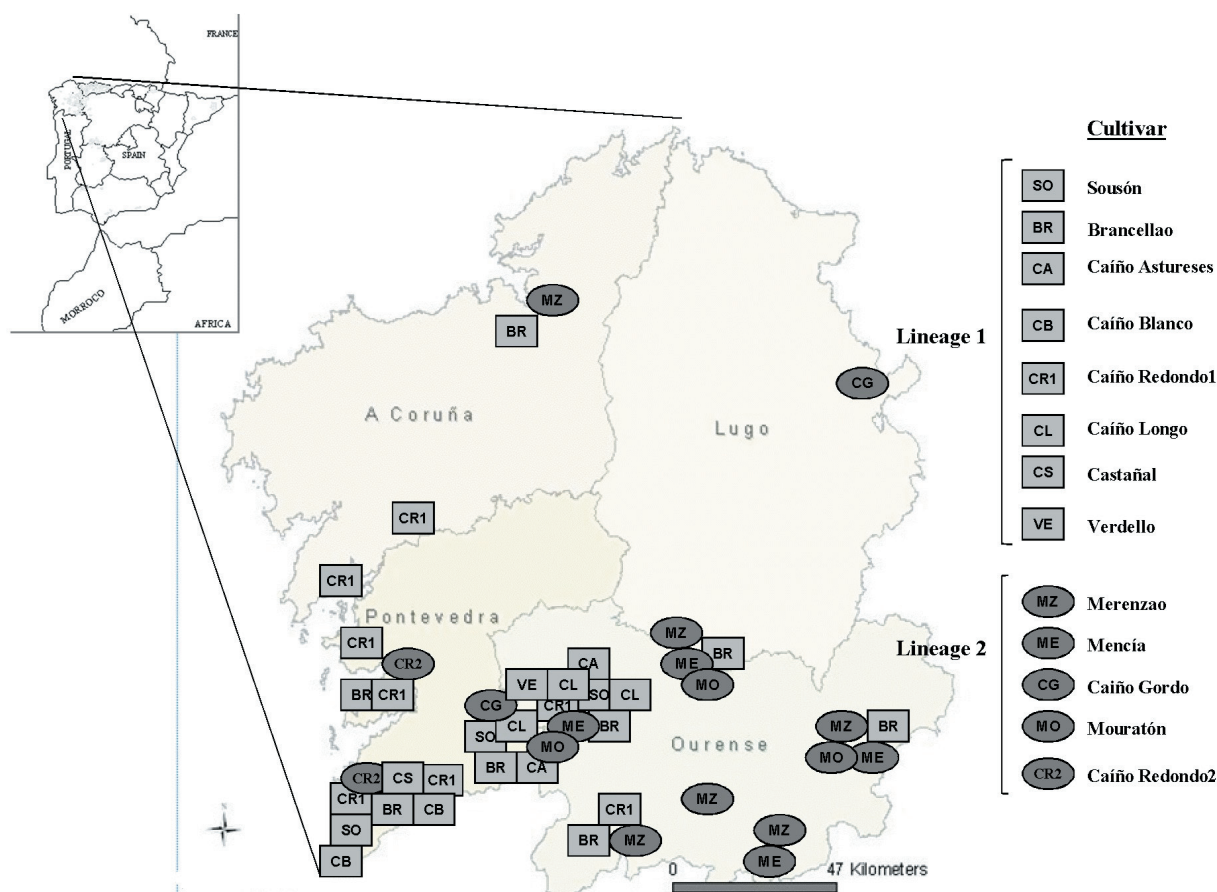 FRANCE
PORTUGAL
SPAIN
MORROCO
AFRICA
Cultivar
Lineage 1
SO Sousón
BR Brancellao
CA Caíño Astureses
CB Caíño Blanco
CR1 Caíño Redondo1
CL Caíño Longo
CS Castañal
VE Verdello
Lineage 2
MZ Merenzao
ME Mencía
CG Caiño Gordo
MO Mouratón
CR2 Caíño Redondo2
MZ
BR
CG
A Coruña
Lugo
CR1
CR1
Pontevedra
CR1
CR2
BR CR1
MZ
ME BR
MO
CA
VE CL
SO CL
CG CR1
CL ME BR
SO MO
BR CA
MZ BR
MO ME
Ourense
CR2 CS CR1
CR1 BR CB
SO
CB
MZ
CR1
BR MZ
MZ
ME
N
0 47 Kilometers